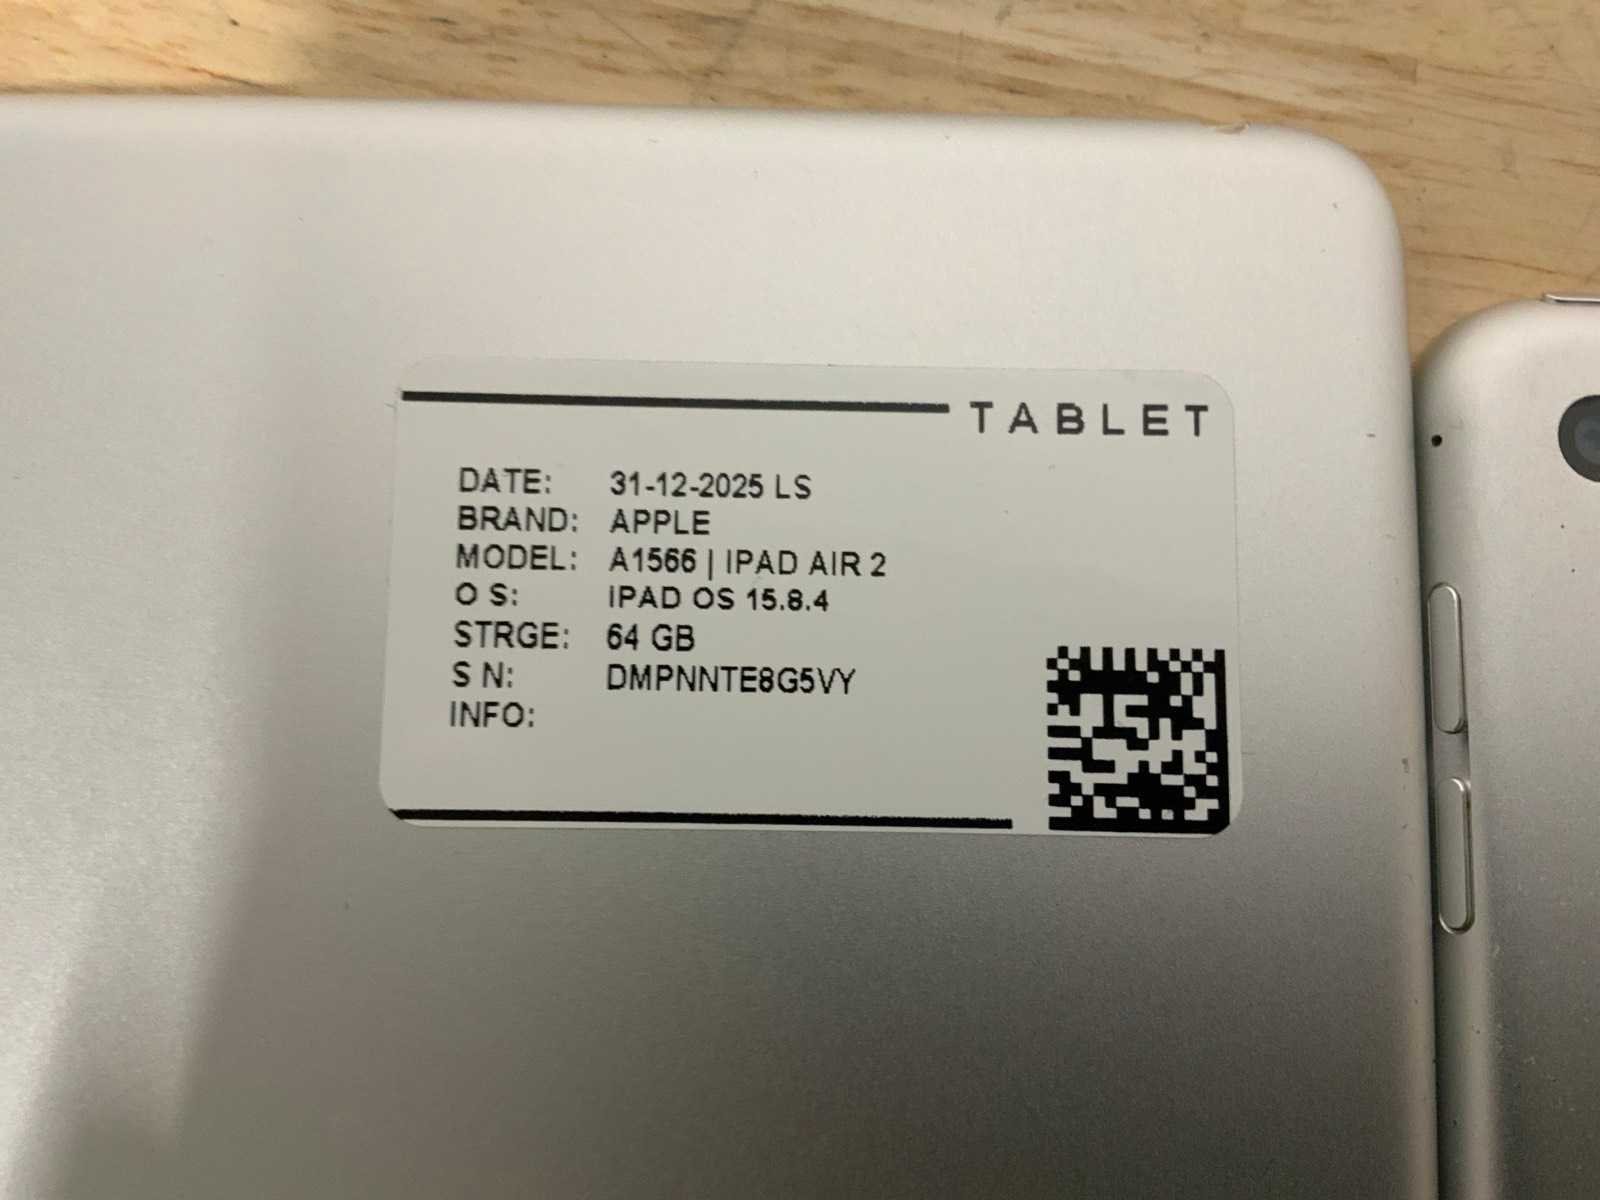 TABLET
DATE: 31-12-2025 LS
BRAND: APPLE
MODEL: A1566 | IPAD AIR 2
O S: IPAD OS 15.8.4
STRGE: 64 GB
S N: DMPNNTE8G5VY
INFO: